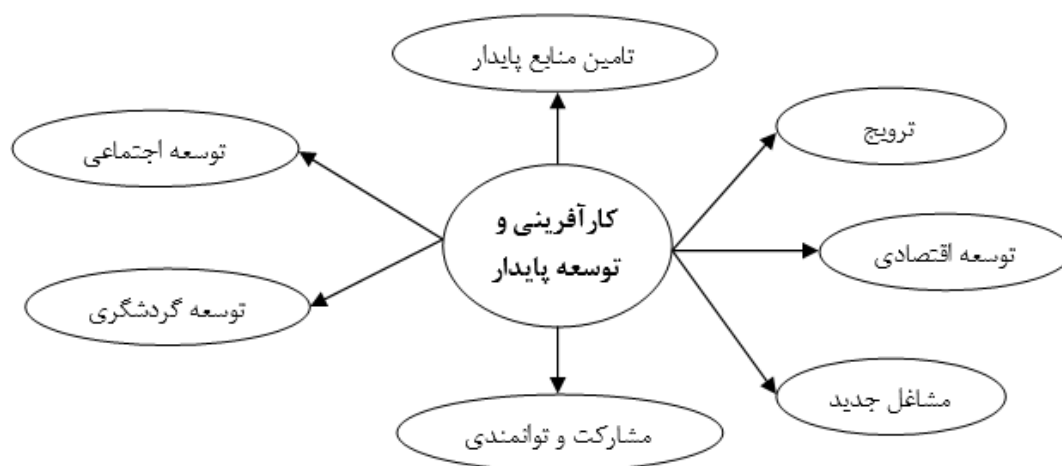 تامین منابع پایدار
ترویج
توسعه اجتماعی
کارآفرینی و
توسعه پایدار
توسعه اقتصادی
توسعه گردشگری
مشاغل جدید
مشارکت و توانمندی